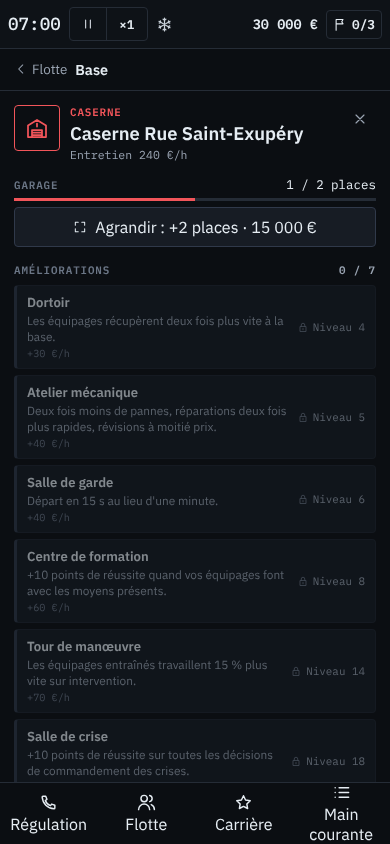 07:00 ×1 30 000 € 0/3
Flotte Base
CASERNE
Caserne Rue Saint-Exupéry
Entretien 240 €/h
GARAGE 1 / 2 places
Agrandir : +2 places · 15 000 €
AMÉLIORATIONS 0 / 7
Dortoir
Les équipages récupèrent deux fois plus vite à la
base.
+30 €/h
Niveau 4
Atelier mécanique
Deux fois moins de pannes, réparations deux fois
plus rapides, révisions à moitié prix.
+40 €/h
Niveau 5
Salle de garde
Départ en 15 s au lieu d'une minute.
+40 €/h
Niveau 6
Centre de formation
+10 points de réussite quand vos équipages font
avec les moyens présents.
+60 €/h
Niveau 8
Tour de manœuvre
Les équipages entraînés travaillent 15 % plus
vite sur intervention.
+70 €/h
Niveau 14
Salle de crise
+10 points de réussite sur toutes les décisions
de commandement des crises.
Niveau 18
Régulation
Flotte
Carrière
Main
courante